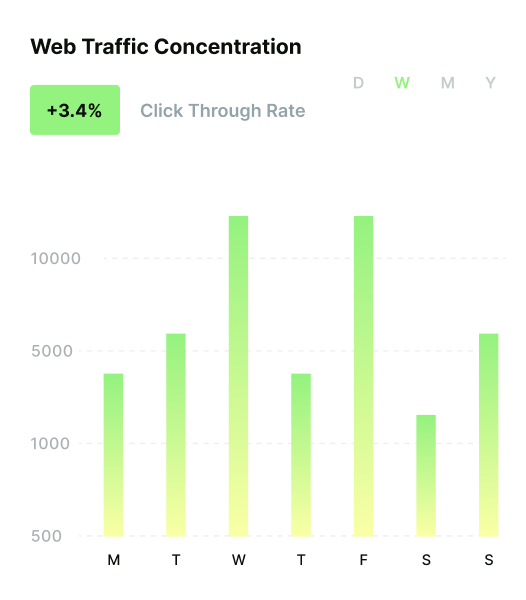 Web Traffic Concentration
D W M Y
+3.4% Click Through Rate
10000
5000
1000
500
M T W T F S S